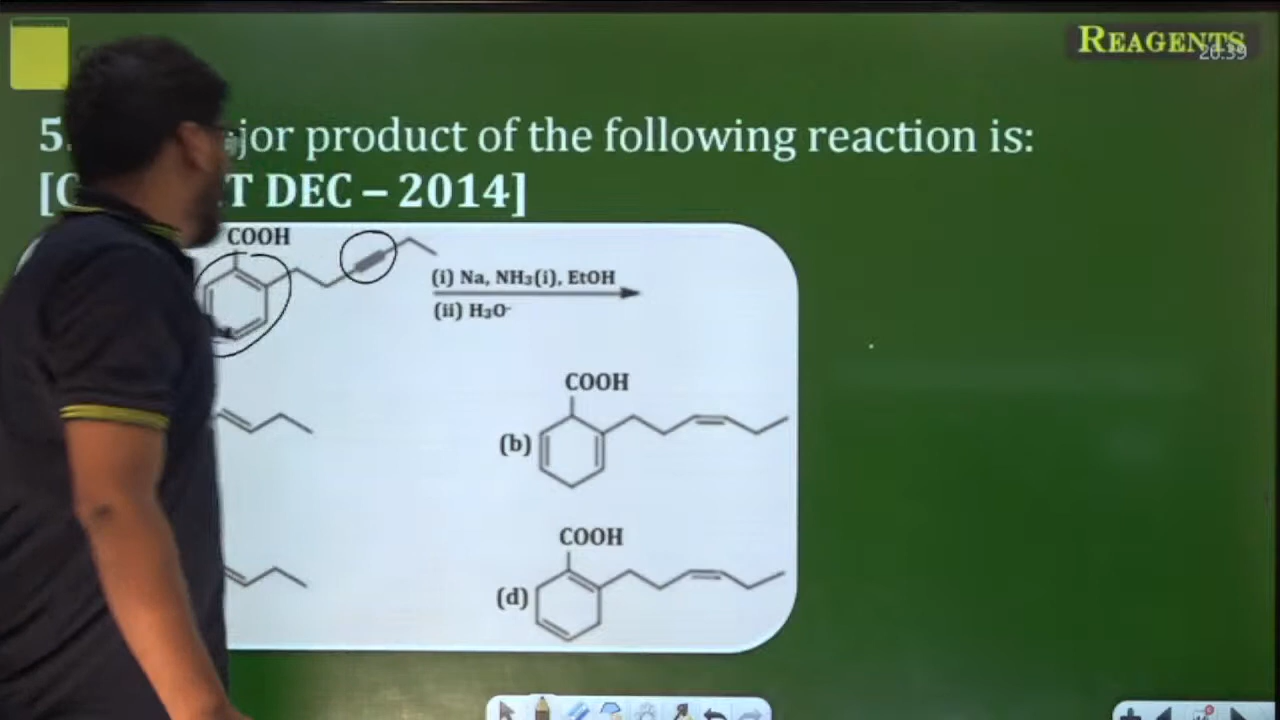 REAGENTS
20:39
5. jor product of the following reaction is:
[C T DEC – 2014]
COOH
(i) Na, NH3(i), EtOH
(ii) H3O-
COOH
(b)
COOH
(d)